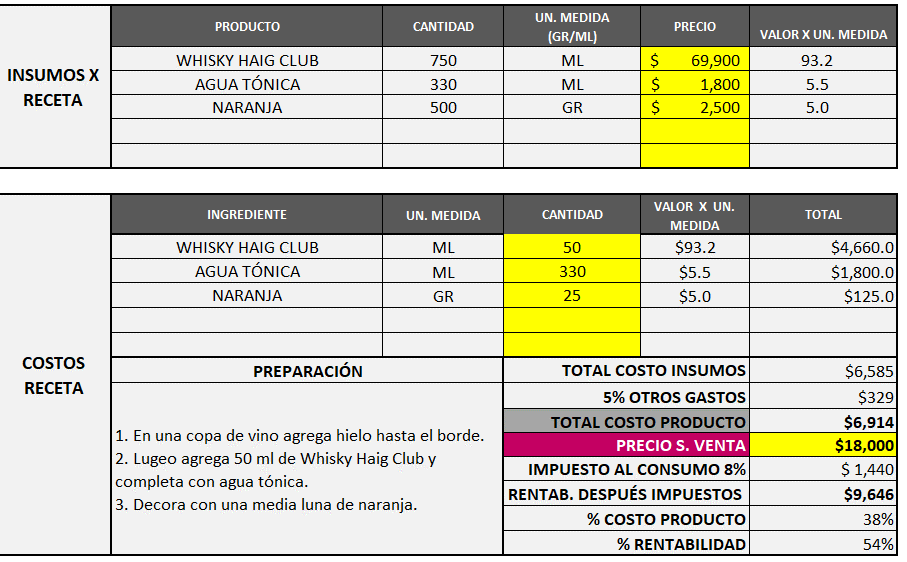 PRODUCTO CANTIDAD UN. MEDIDA (GR/ML) PRECIO VALOR X UN. MEDIDA
INSUMOS X RECETA
WHISKY HAIG CLUB 750 ML $ 69,900 93.2
AGUA TÓNICA 330 ML $ 1,800 5.5
NARANJA 500 GR $ 2,500 5.0
INGREDIENTE UN. MEDIDA CANTIDAD VALOR X UN. MEDIDA TOTAL
WHISKY HAIG CLUB ML 50 $93.2 $4,660.0
AGUA TÓNICA ML 330 $5.5 $1,800.0
NARANJA GR 25 $5.0 $125.0
COSTOS RECETA
PREPARACIÓN
1. En una copa de vino agrega hielo hasta el borde.
2. Lugeo agrega 50 ml de Whisky Haig Club y
completa con agua tónica.
3. Decora con una media luna de naranja.
TOTAL COSTO INSUMOS $6,585
5% OTROS GASTOS $329
TOTAL COSTO PRODUCTO $6,914
PRECIO S. VENTA $18,000
IMPUESTO AL CONSUMO 8% $ 1,440
RENTAB. DESPUÉS IMPUESTOS $9,646
% COSTO PRODUCTO 38%
% RENTABILIDAD 54%